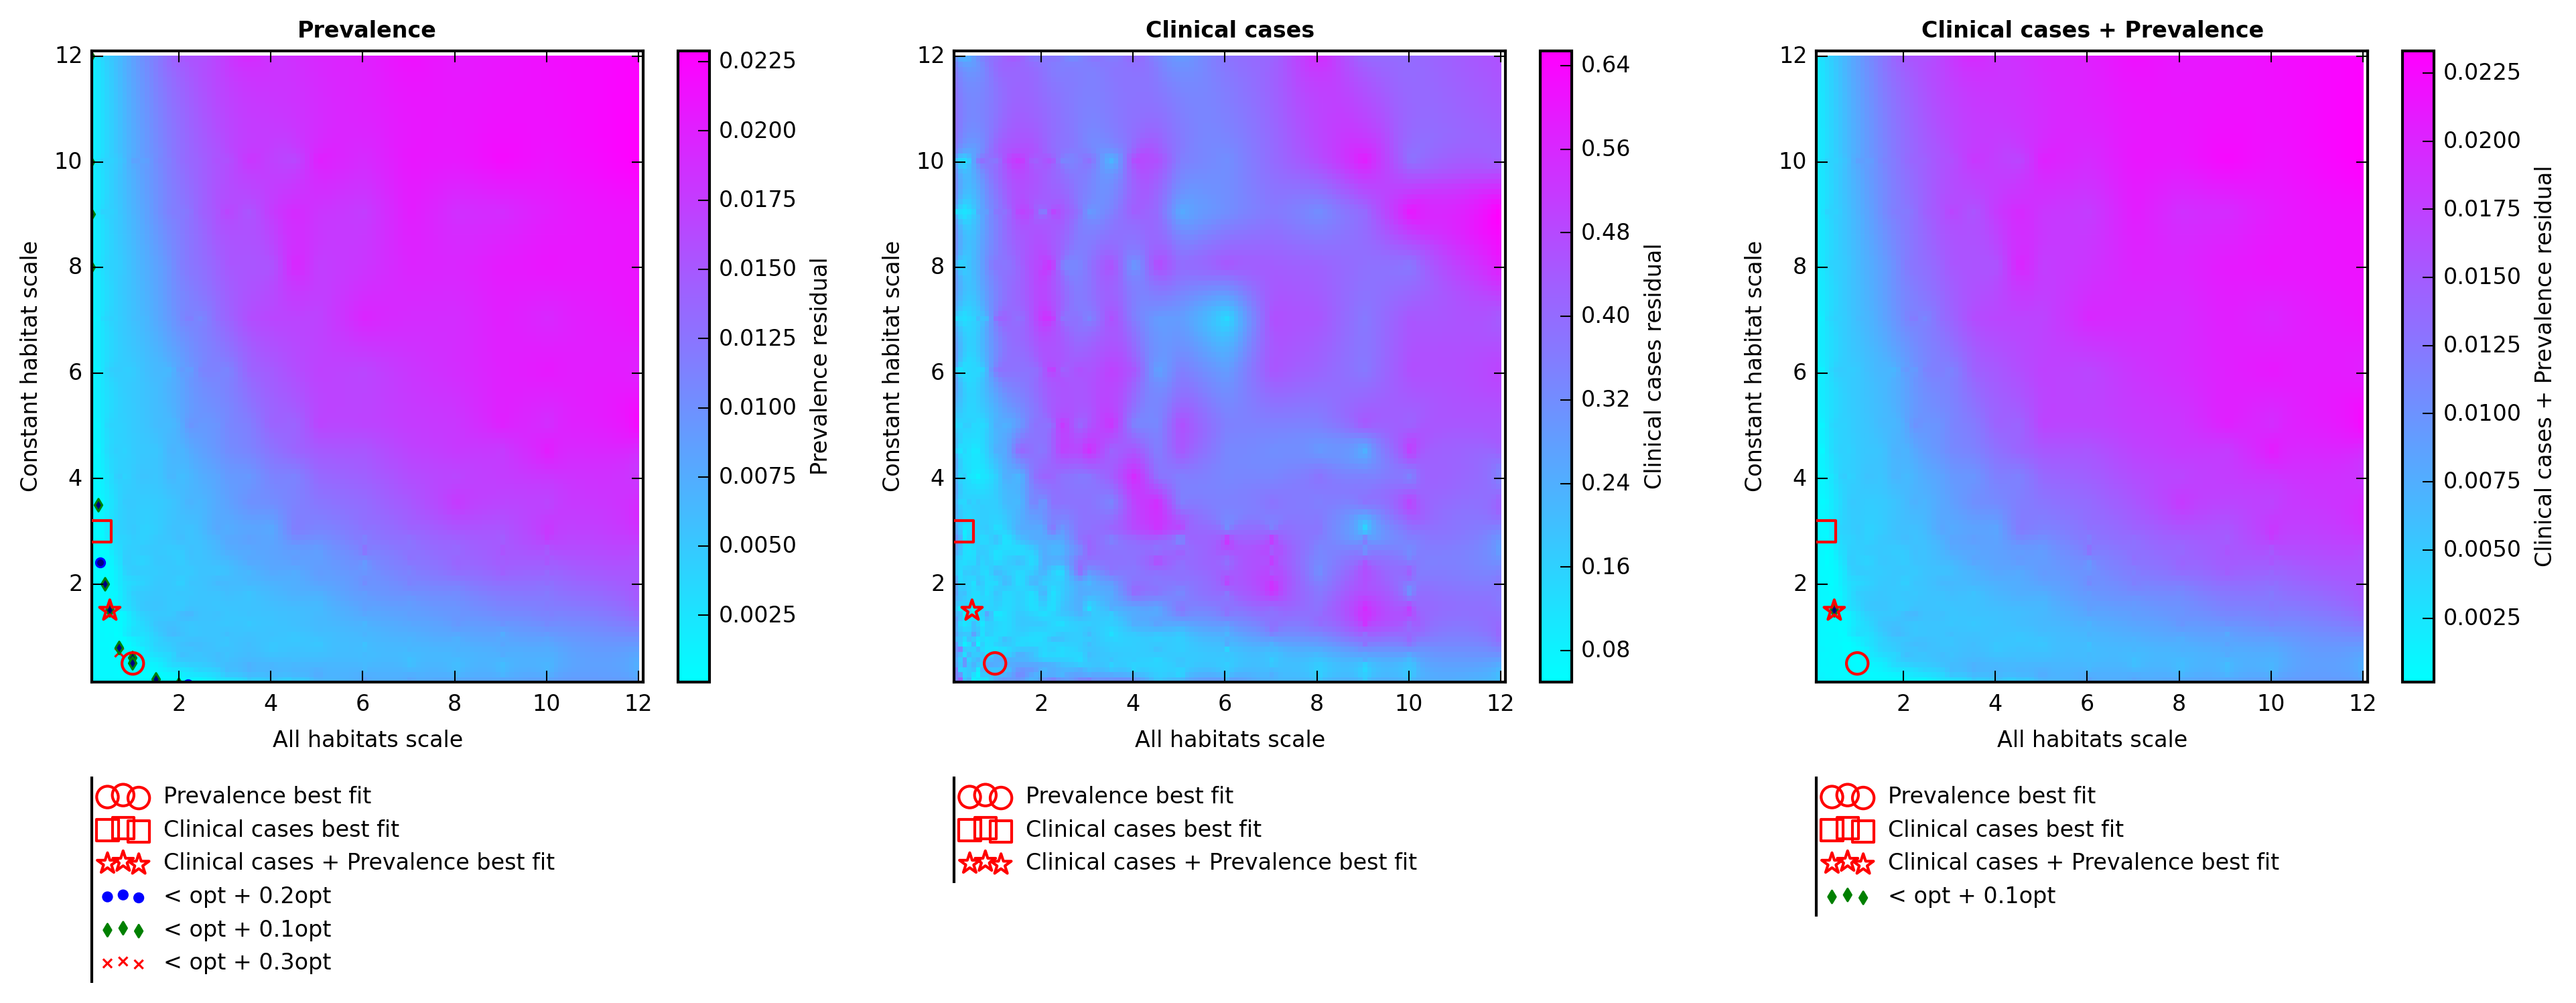 Prevalence
Clinical cases
Clinical cases + Prevalence
12
10
8
6
4
2
2
4
6
8
10
12
Constant habitat scale
All habitats scale
0.0225
0.0200
0.0175
0.0150
0.0125
0.0100
0.0075
0.0050
0.0025
Prevalence residual
12
10
8
6
4
2
2
4
6
8
10
12
Constant habitat scale
All habitats scale
0.64
0.56
0.48
0.40
0.32
0.24
0.16
0.08
Clinical cases residual
12
10
8
6
4
2
2
4
6
8
10
12
Constant habitat scale
All habitats scale
0.0225
0.0200
0.0175
0.0150
0.0125
0.0100
0.0075
0.0050
0.0025
Clinical cases + Prevalence residual
Prevalence best fit
Clinical cases best fit
Clinical cases + Prevalence best fit
< opt + 0.2opt
< opt + 0.1opt
< opt + 0.3opt
Prevalence best fit
Clinical cases best fit
Clinical cases + Prevalence best fit
Prevalence best fit
Clinical cases best fit
Clinical cases + Prevalence best fit
< opt + 0.1opt